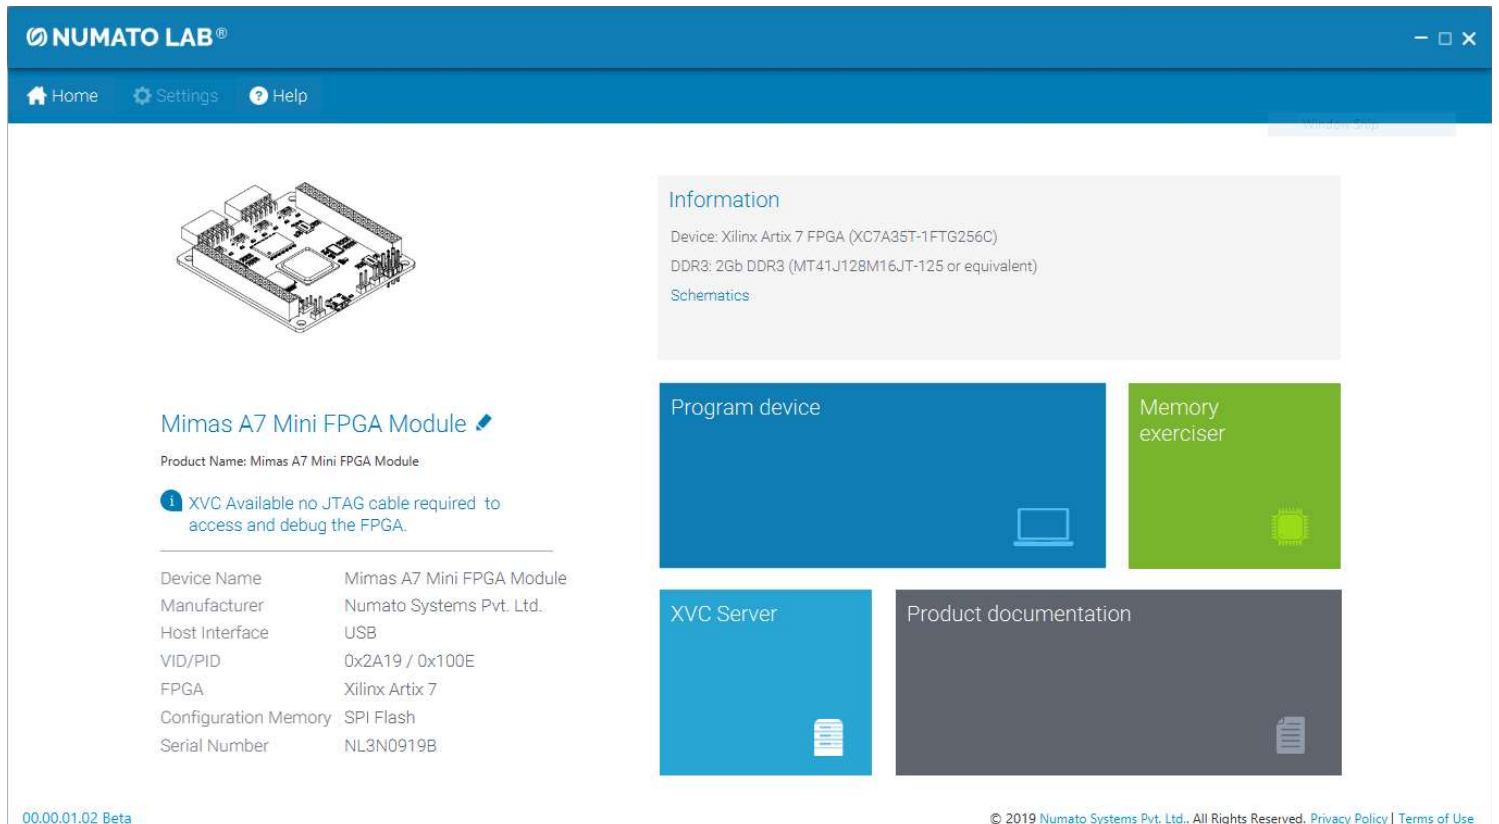 NUMATO LAB®
Home Settings Help
Window Snip
Information
Device: Xilinx Artix 7 FPGA (XC7A35T-1FTG256C)
DDR3: 2Gb DDR3 (MT41J128M16JT-125 or equivalent)
Schematics
Mimas A7 Mini FPGA Module
Product Name: Mimas A7 Mini FPGA Module
XVC Available no JTAG cable required to
access and debug the FPGA.
Device Name Mimas A7 Mini FPGA Module
Manufacturer Numato Systems Pvt. Ltd.
Host Interface USB
VID/PID 0x2A19 / 0x100E
FPGA Xilinx Artix 7
Configuration Memory SPI Flash
Serial Number NL3N0919B
Program device
Memory
exerciser
XVC Server
Product documentation
00.00.01.02 Beta
© 2019 Numato Systems Pvt. Ltd.. All Rights Reserved. Privacy Policy | Terms of Use